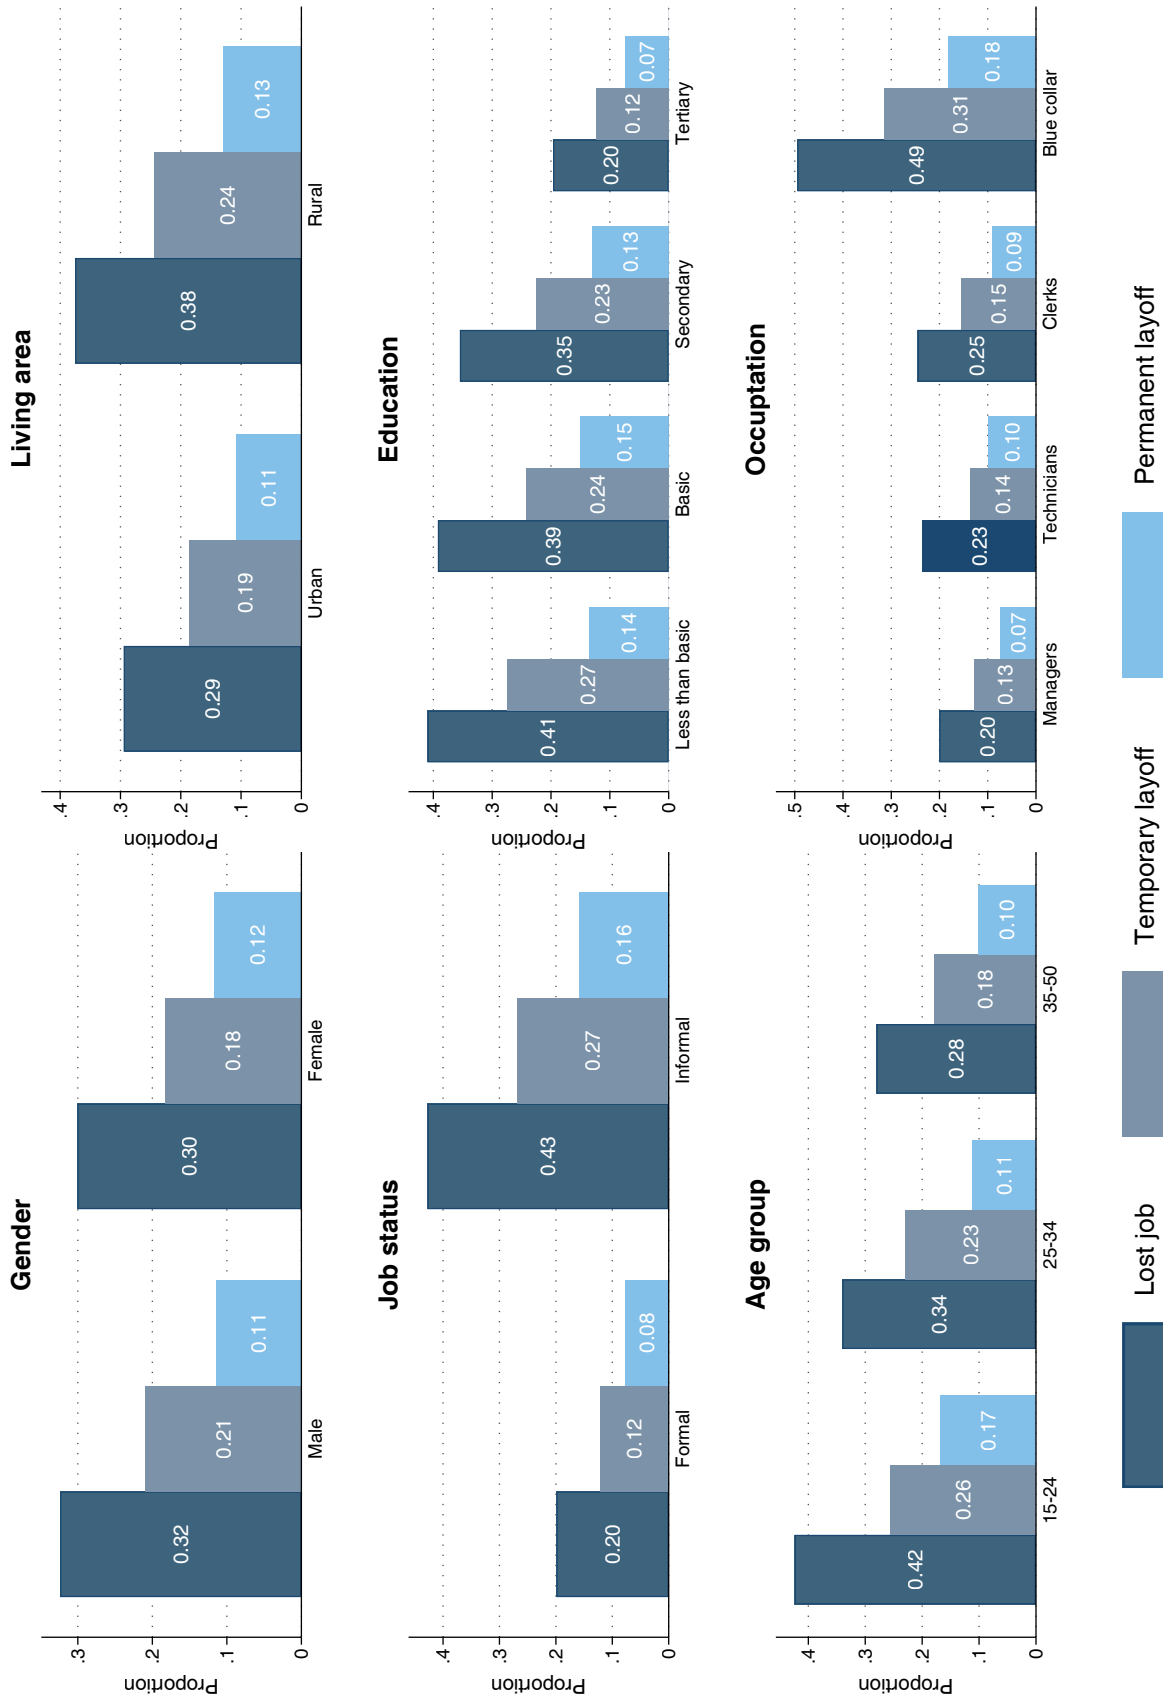 Gender
Proportion
.3
.2
.1
0
0.32
0.21
0.11
0.30
0.18
0.12
Male
Female
Living area
Proportion
.4
.3
.2
.1
0
0.29
0.19
0.11
0.38
0.24
0.13
Urban
Rural
Job status
Proportion
.4
.3
.2
.1
0
0.20
0.12
0.08
0.43
0.27
0.16
Formal
Informal
Education
Proportion
.4
.3
.2
.1
0
0.41
0.27
0.14
0.39
0.24
0.15
0.35
0.23
0.13
0.20
0.12
0.07
Less than basic
Basic
Secondary
Tertiary
Age group
Proportion
.4
.3
.2
.1
0
0.42
0.26
0.17
0.34
0.23
0.11
0.28
0.18
0.10
15-24
25-34
35-50
Occuptation
Proportion
.5
.4
.3
.2
.1
0
0.20
0.13
0.07
0.23
0.14
0.10
0.25
0.15
0.09
0.49
0.31
0.18
Managers
Technicians
Clerks
Blue collar
Lost job
Temporary layoff
Permanent layoff